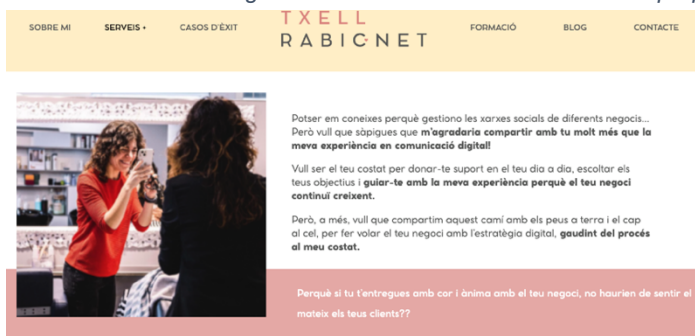 SOBRE MI
SERVEIS
CASOS D'ÈXIT
TXELL
RABIONET
FORMACIÓ
BLOG
CONTACTE
Potser em coneixes perquè gestiono les xarxes socials de diferents negocis...
Però vull que sàpigues que m'agradaria compartir amb tu molt més que la
meva experiència en comunicació digital!
Vull ser el teu costat per donar-te suport en el teu dia a dia, escoltar els
teus objectius i guiar-te amb la meva experiència perquè el teu negoci
continuï creixent.
Però, a més, vull que compartim aquest camí amb els peus a terra i el cap
al cel, per fer volar el teu negoci amb l'estratègia digital, gaudint del procés
al meu costat.
Perquè si tu t'entregues amb cor i ànima amb el teu negoci, no haurien de sentir el
mateix els teus clients??